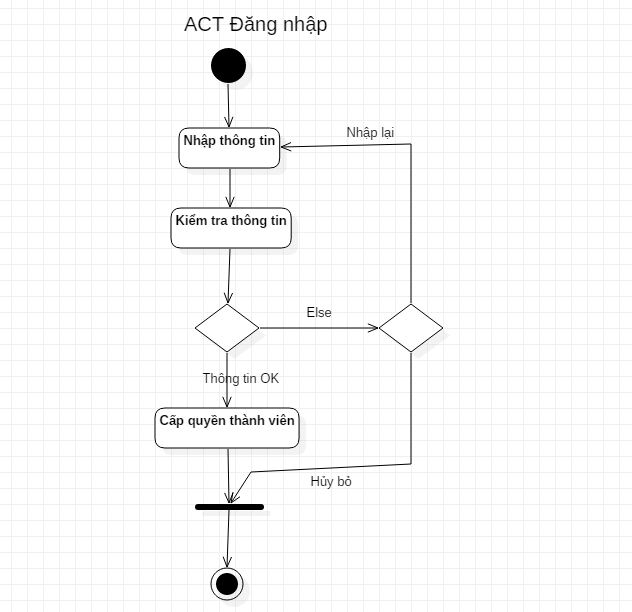 ACT Đăng nhập
Nhập lại
Nhập thông tin
Kiểm tra thông tin
Else
Thông tin OK
Cấp quyền thành viên
Hủy bỏ